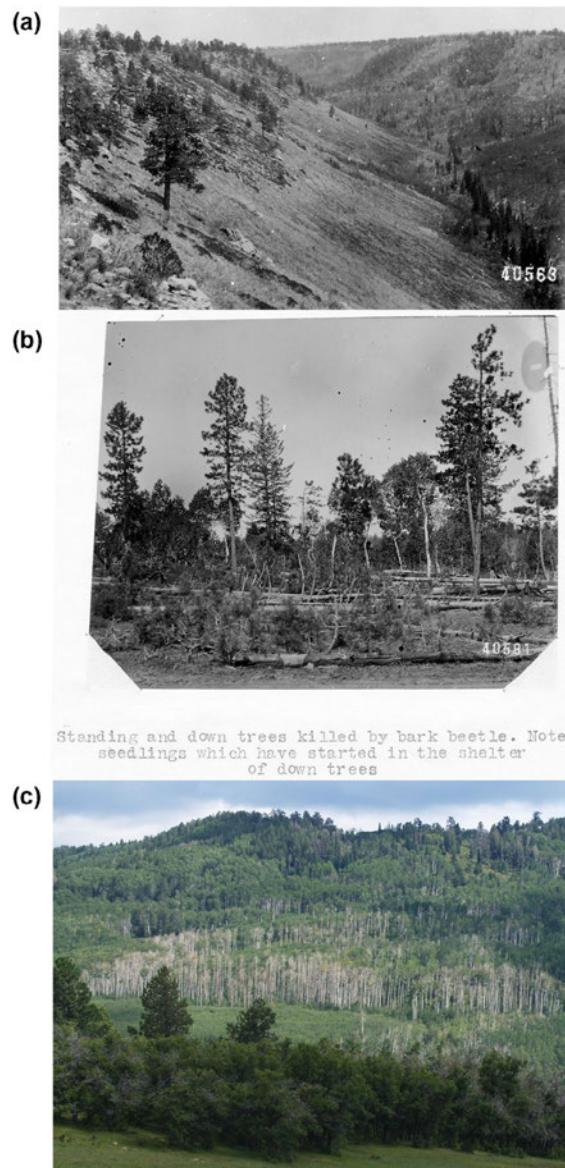 (a)
40563
(b)
40581
Standing and down trees killed by bark beetle. Note
seedlings which have started in the shelter
of down trees
(c)